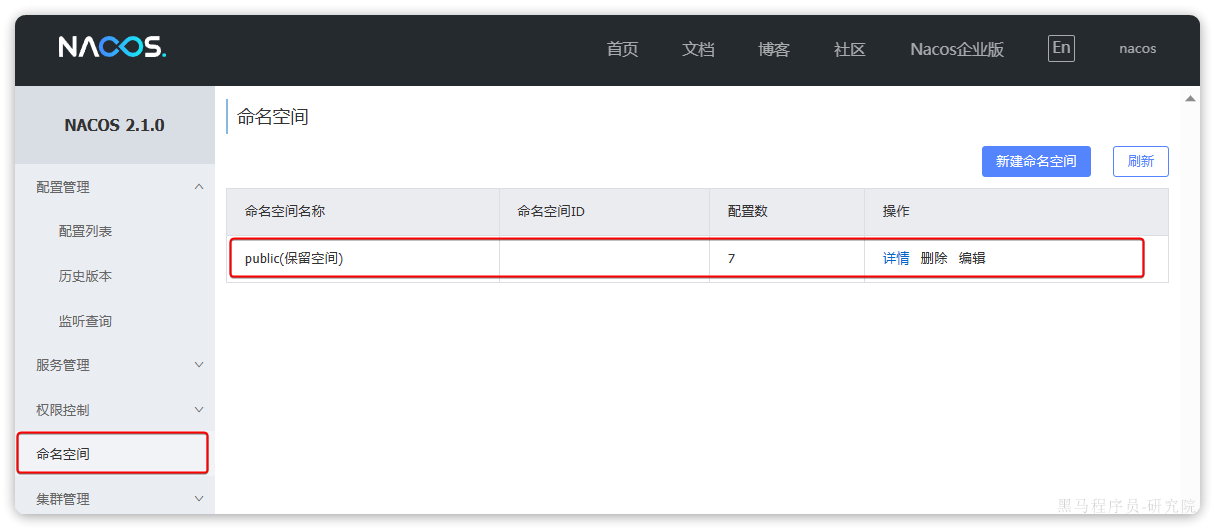 NACOS. 首页 文档 博客 社区 Nacos企业版 En nacos
NACOS 2.1.0
命名空间
新建命名空间 刷新
配置管理
配置列表
历史版本
监听查询
服务管理
权限控制
命名空间
集群管理
命名空间名称 命名空间ID 配置数 操作
public(保留空间) 7 详情 删除 编辑
黑马程序员-研究院